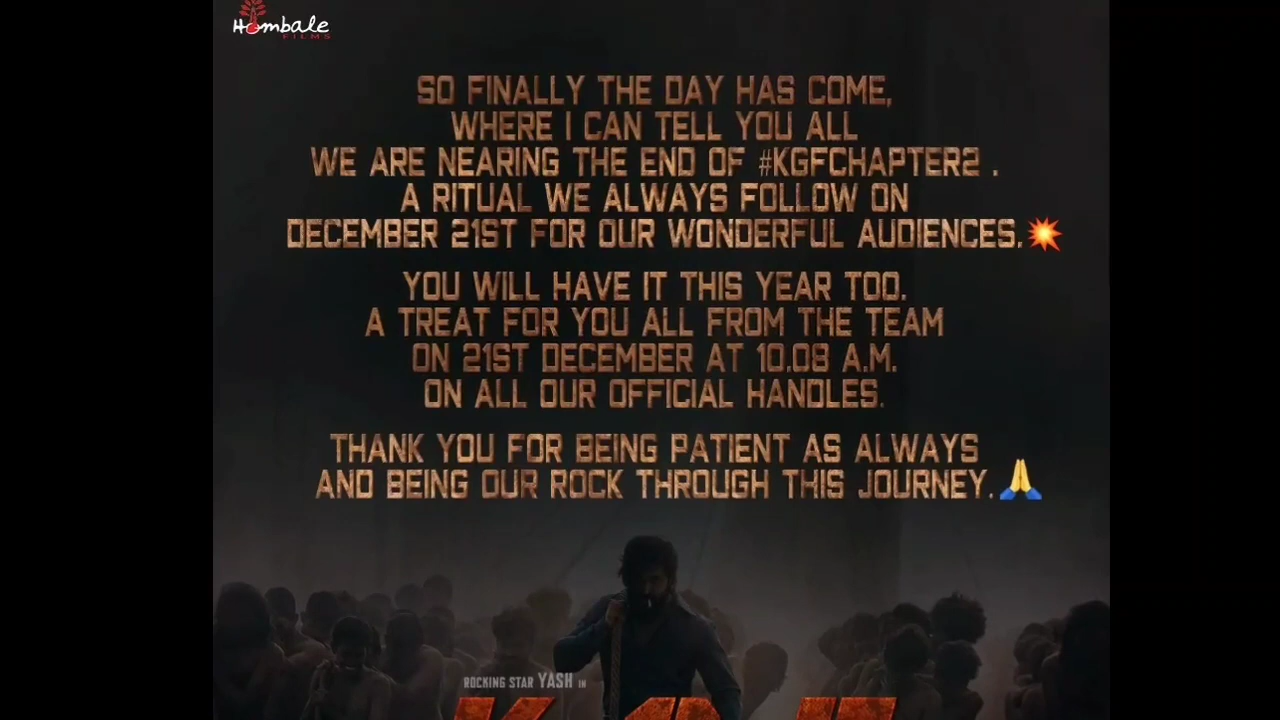 Hombale
FILMS
SO FINALLY THE DAY HAS COME,
WHERE I CAN TELL YOU ALL
WE ARE NEARING THE END OF #KGFCHAPTER2 .
A RITUAL WE ALWAYS FOLLOW ON
DECEMBER 21ST FOR OUR WONDERFUL AUDIENCES.💥
YOU WILL HAVE IT THIS YEAR TOO.
A TREAT FOR YOU ALL FROM THE TEAM
ON 21ST DECEMBER AT 10.08 A.M.
ON ALL OUR OFFICIAL HANDLES.
THANK YOU FOR BEING PATIENT AS ALWAYS
AND BEING OUR ROCK THROUGH THIS JOURNEY.🙏
ROCKING STAR YASH IN